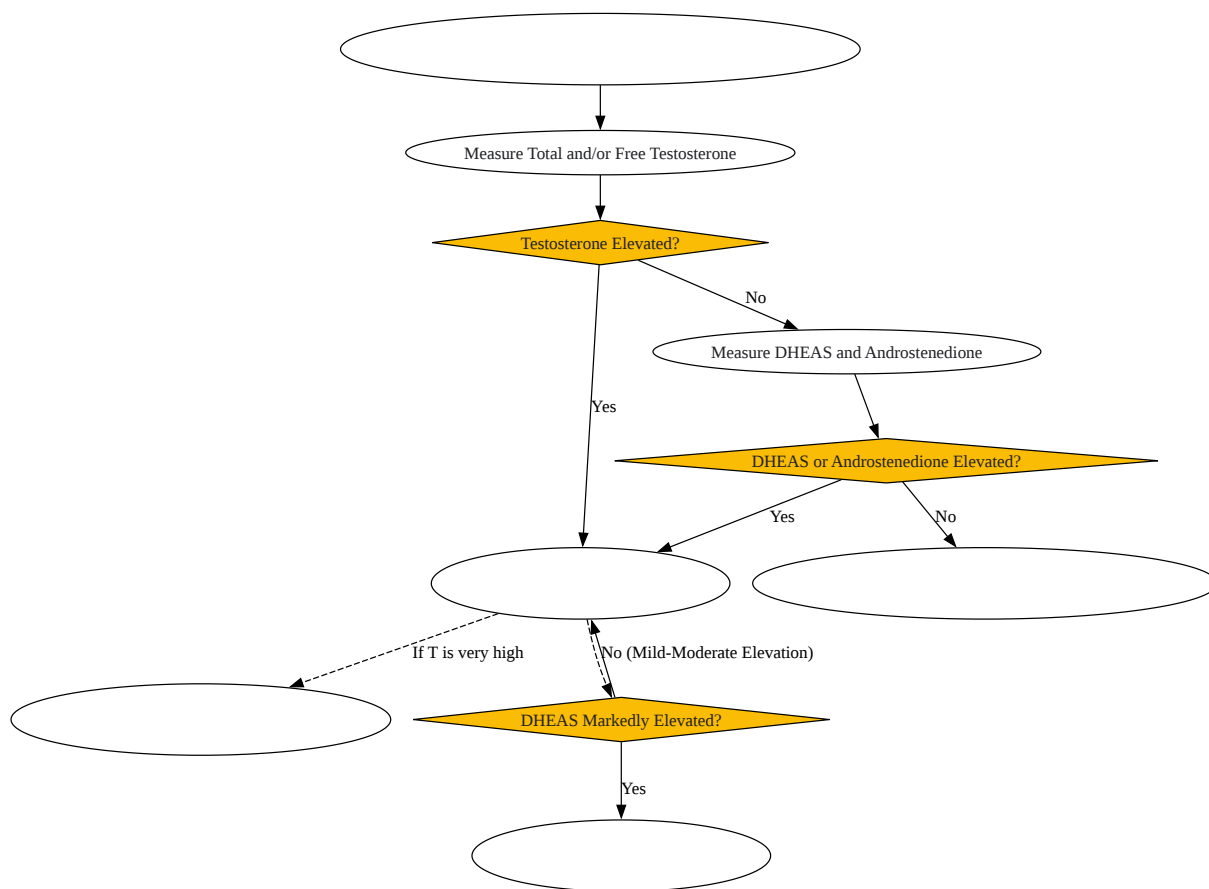 Measure Total and/or Free Testosterone
Testosterone Elevated?
No
Measure DHEAS and Androstenedione
Yes
DHEAS or Androstenedione Elevated?
Yes
No
If T is very high
No (Mild-Moderate Elevation)
DHEAS Markedly Elevated?
Yes